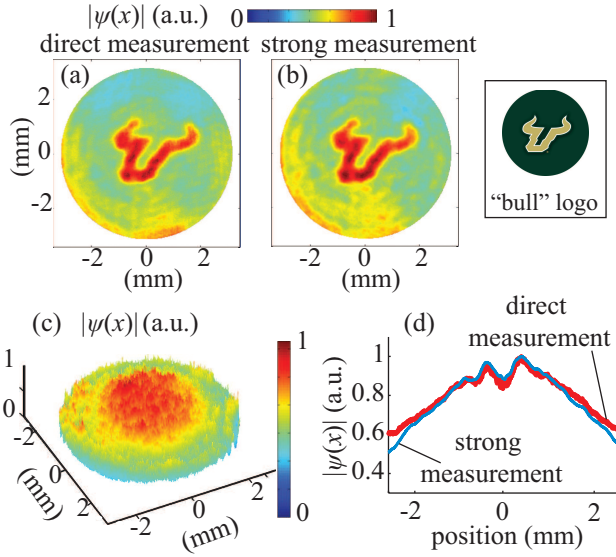 |ψ(x)| (a.u.) 0 1
direct measurement strong measurement
(a) (b)
2
0
-2
(mm)
-2 0 2
(mm)
-2 0 2
(mm)
"bull" logo
(c) |ψ(x)| (a.u.)
1
0
-2
0
2
(mm)
-2
0
2
(mm)
1
0
(d)
direct
measurement
strong
measurement
1
0.8
0.6
0.4
|ψ(x)| (a.u.)
-2 0 2
position (mm)